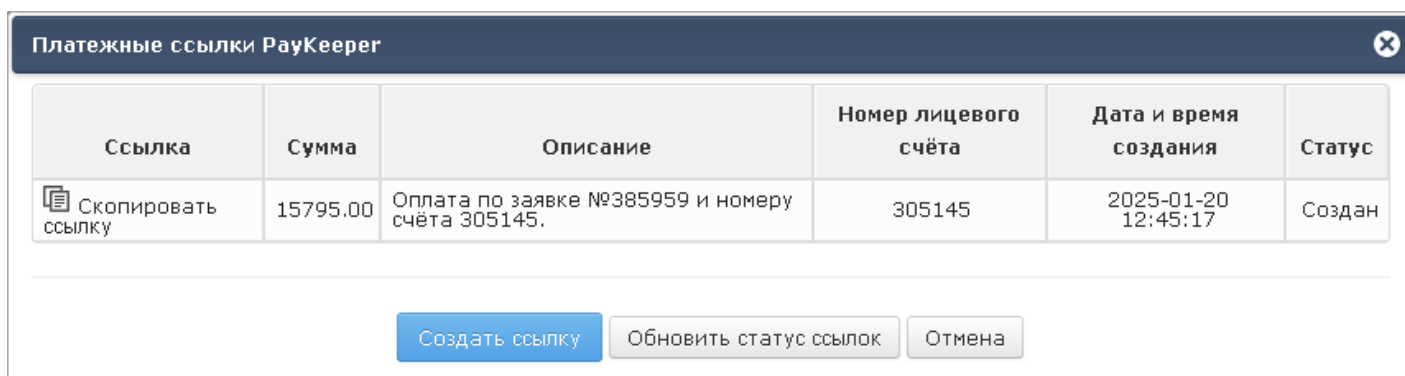 Платежные ссылки PayKeeper
Ссылка
Сумма
Описание
Номер лицевого
счёта
Дата и время
создания
Статус
Скопировать
ссылку
15795.00
Оплата по заявке №385959 и номеру
счёта 305145.
305145
2025-01-20
12:45:17
Создан
Создать ссылку
Обновить статус ссылок
Отмена